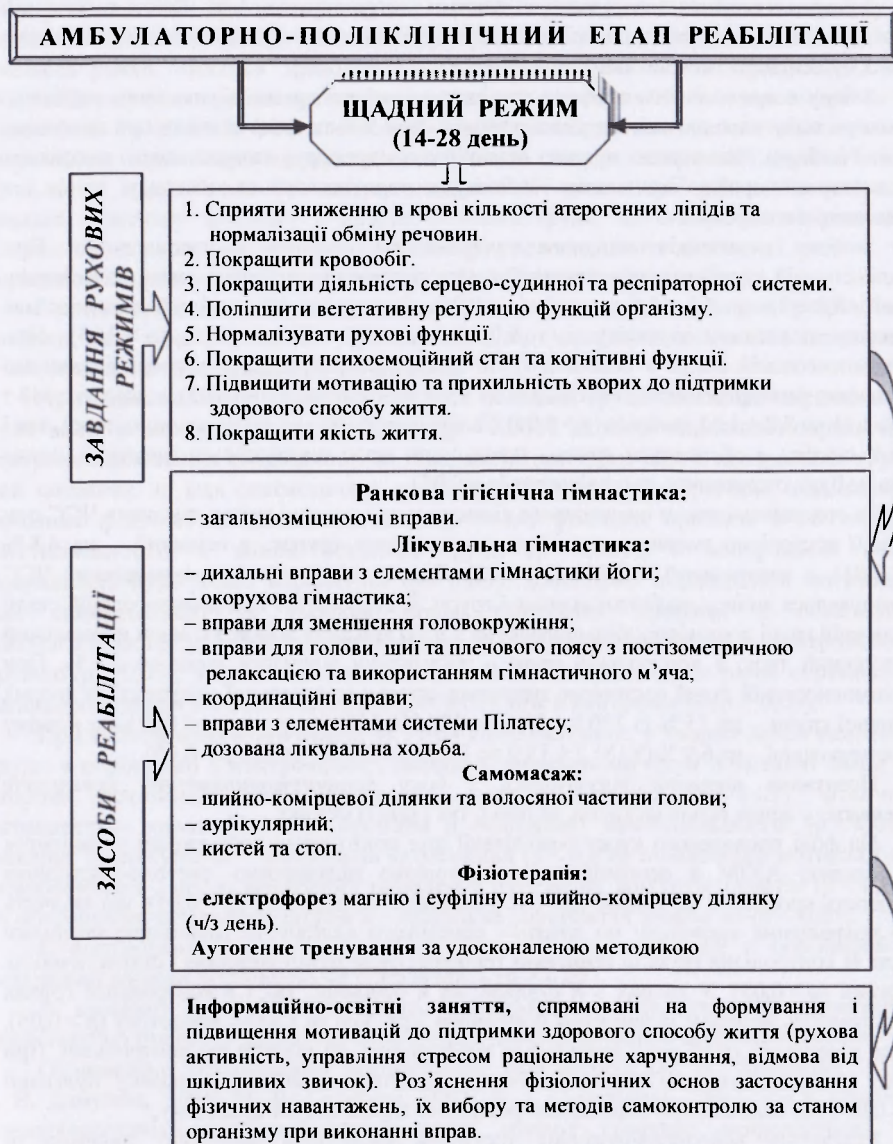 АМБУЛАТОРНО-ПОЛІКЛІНІЧНИЙ ЕТАП РЕАБІЛІТАЦІЇ
ЩАДНИЙ РЕЖИМ
(14-28 день)
ЗАВДАННЯ РУХОВИХ
РЕЖИМІВ
1. Сприяти зниженню в крові кількості атерогенних ліпідів та
нормалізації обміну речовин.
2. Покращити кровообіг.
3. Покращити діяльність серцево-судинної та респіраторної системи.
4. Поліпшити вегетативну регуляцію функцій організму.
5. Нормалізувати рухові функції.
6. Покращити психоемоційний стан та когнітивні функції.
7. Підвищити мотивацію та прихильність хворих до підтримки
здорового способу життя.
8. Покращити якість життя.
ЗАСОБИ РЕАБІЛІТАЦІЇ
Ранкова гігієнічна гімнастика:
– загальнозміцнюючі вправи.
Лікувальна гімнастика:
– дихальні вправи з елементами гімнастики йоги;
– окорухова гімнастика;
– вправи для зменшення головокружіння;
– вправи для голови, шиї та плечового поясу з постізометричною
релаксацією та використанням гімнастичного м’яча;
– координаційні вправи;
– вправи з елементами системи Пілатесу;
– дозована лікувальна ходьба.
Самомасаж:
– шийно-комірцевої ділянки та волосяної частини голови;
– аурікулярний;
– кистей та стоп.
Фізіотерапія:
– електрофорез магнію і еуфіліну на шийно-комірцеву ділянку
(ч/з день).
Аутогенне тренування за удосконаленою методикою
Інформаційно-освітні заняття, спрямовані на формування і
підвищення мотивацій до підтримки здорового способу життя (рухова
активність, управління стресом раціональне харчування, відмова від
шкідливих звичок). Роз’яснення фізіологічних основ застосування
фізичних навантажень, їх вибору та методів самоконтролю за станом
організму при виконанні вправ.